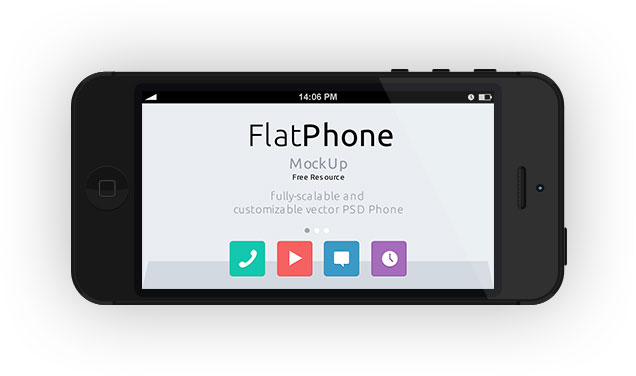 14:06 PM
FlatPhone
MockUp
Free Resource
fully-scalable and
customizable vector PSD Phone